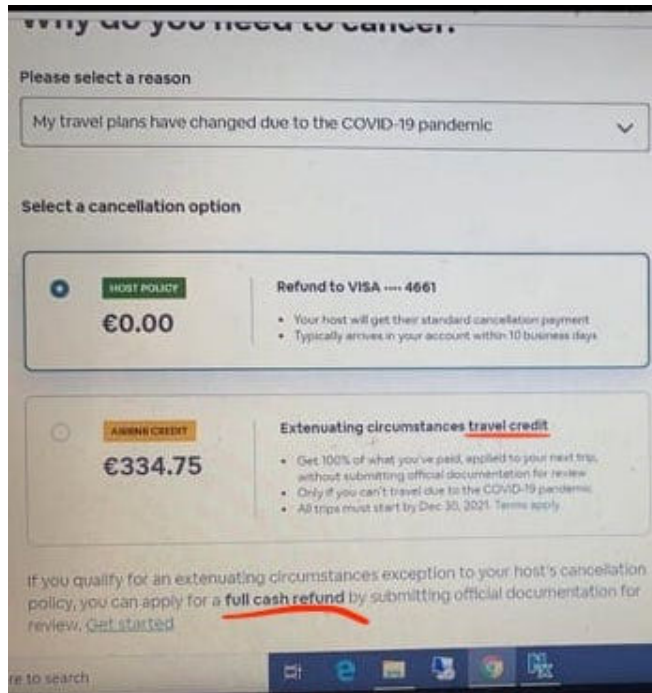 Why do you need to cancel?
Please select a reason
My travel plans have changed due to the COVID-19 pandemic
Select a cancellation option
HOST POLICY
€0.00
Refund to VISA ···· 4661
• Your host will get their standard cancellation payment
• Typically arrives in your account within 10 business days
AIRBNB CREDIT
€334.75
Extenuating circumstances travel credit
• Get 100% of what you've paid, applied to your next trip,
without submitting official documentation for review
• Only if you can't travel due to the COVID-19 pandemic
• All trips must start by Dec 30, 2021. Terms apply
If you qualify for an extenuating circumstances exception to your host's cancellation
policy, you can apply for a full cash refund by submitting official documentation for
review. Get started
re to search